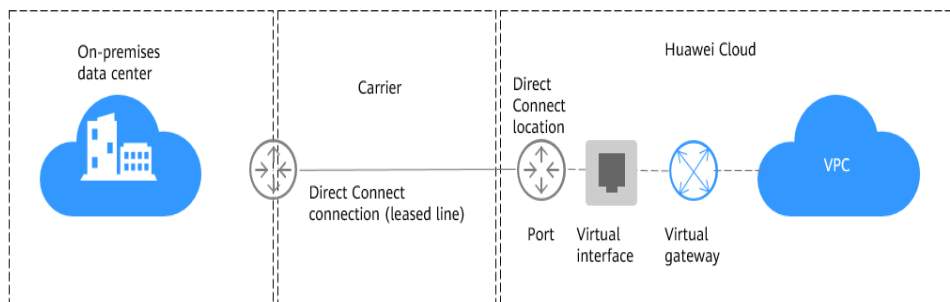 On-premises
data center
Carrier
Huawei Cloud
Direct
Connect
location
VPC
Direct Connect
connection (leased line)
Port
Virtual
interface
Virtual
gateway